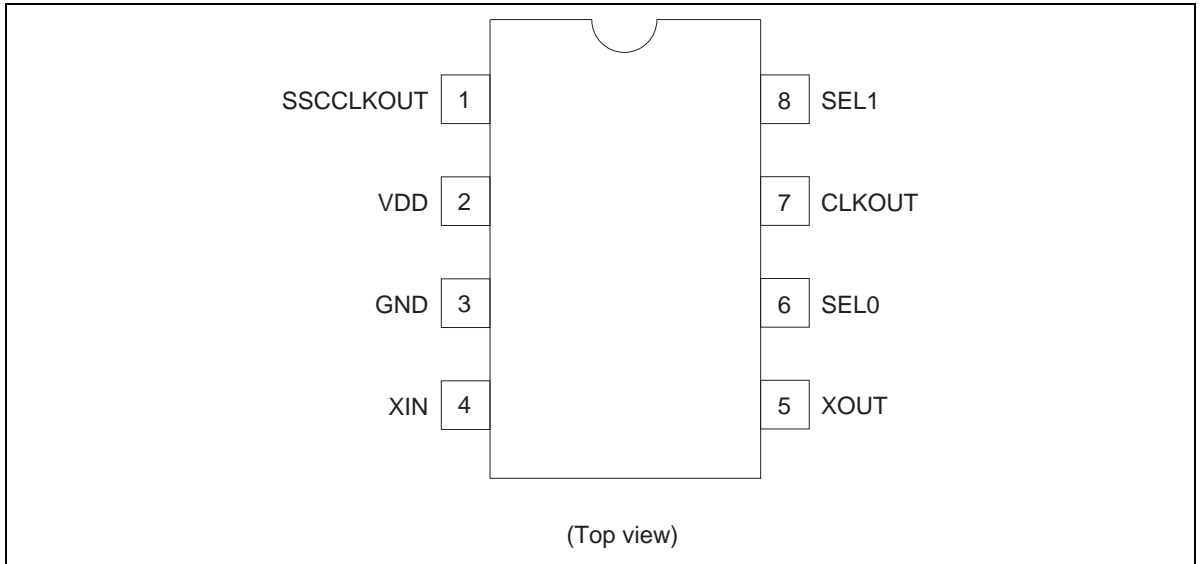 SSCCLKOUT 1 8 SEL1
VDD 2 7 CLKOUT
GND 3 6 SEL0
XIN 4 5 XOUT
(Top view)